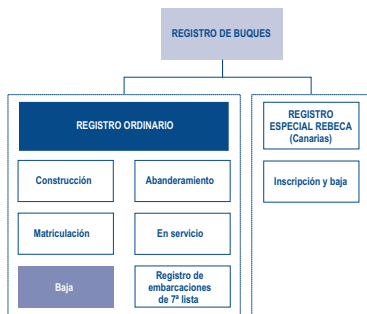 REGISTRO DE BUQUES
REGISTRO ORDINARIO
REGISTRO
ESPECIAL REBECA
(Canarias)
Construcción
Abanderamiento
Inscripción y baja
Matriculación
En servicio
Baja
Registro de
embarcaciones
de 7ª lista